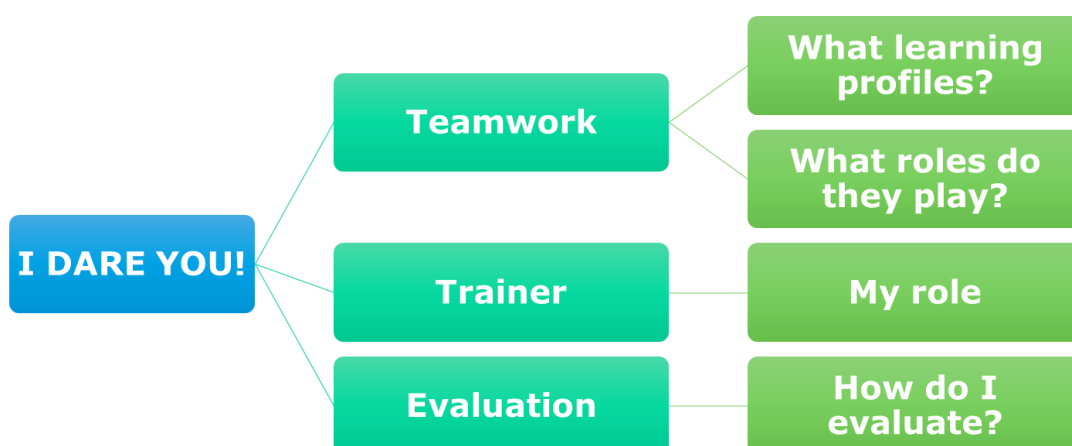 I DARE YOU!
Teamwork
What learning
profiles?
What roles do
they play?
Trainer
My role
Evaluation
How do I
evaluate?